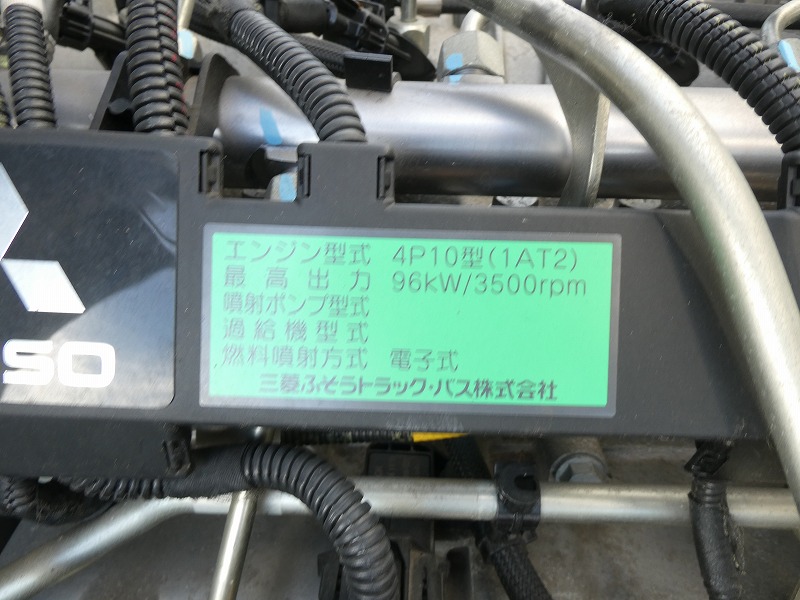 エンジン型式 4P10型(1AT2)
最高出力 96kW/3500rpm
噴射ポンプ型式
過給機型式
燃料噴射方式 電子式
三菱ふそうトラック・バス株式会社
SO